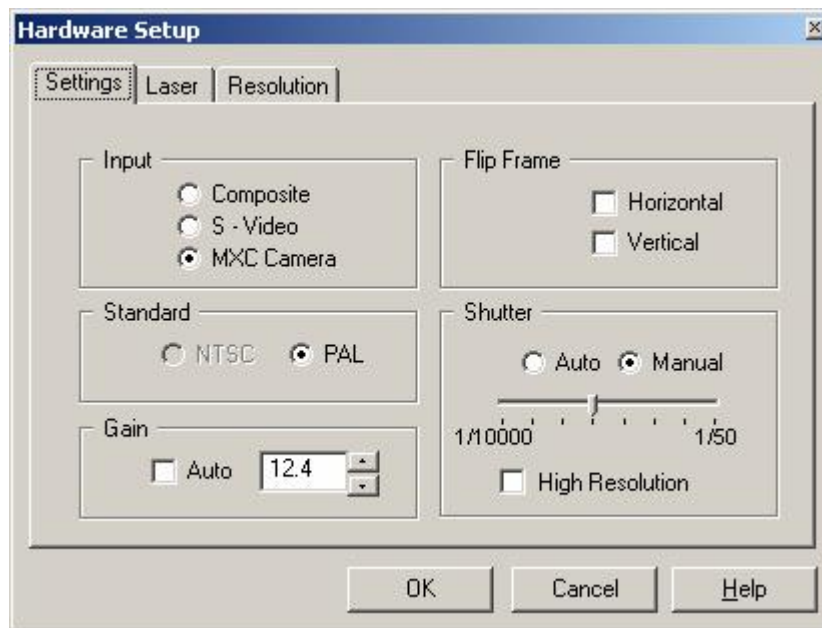 Hardware Setup
Settings Laser Resolution
Input
Composite
S - Video
MXC Camera
Flip Frame
Horizontal
Vertical
Standard
NTSC PAL
Shutter
Auto Manual
1/10000 1/50
High Resolution
Gain
Auto 12.4
OK Cancel Help